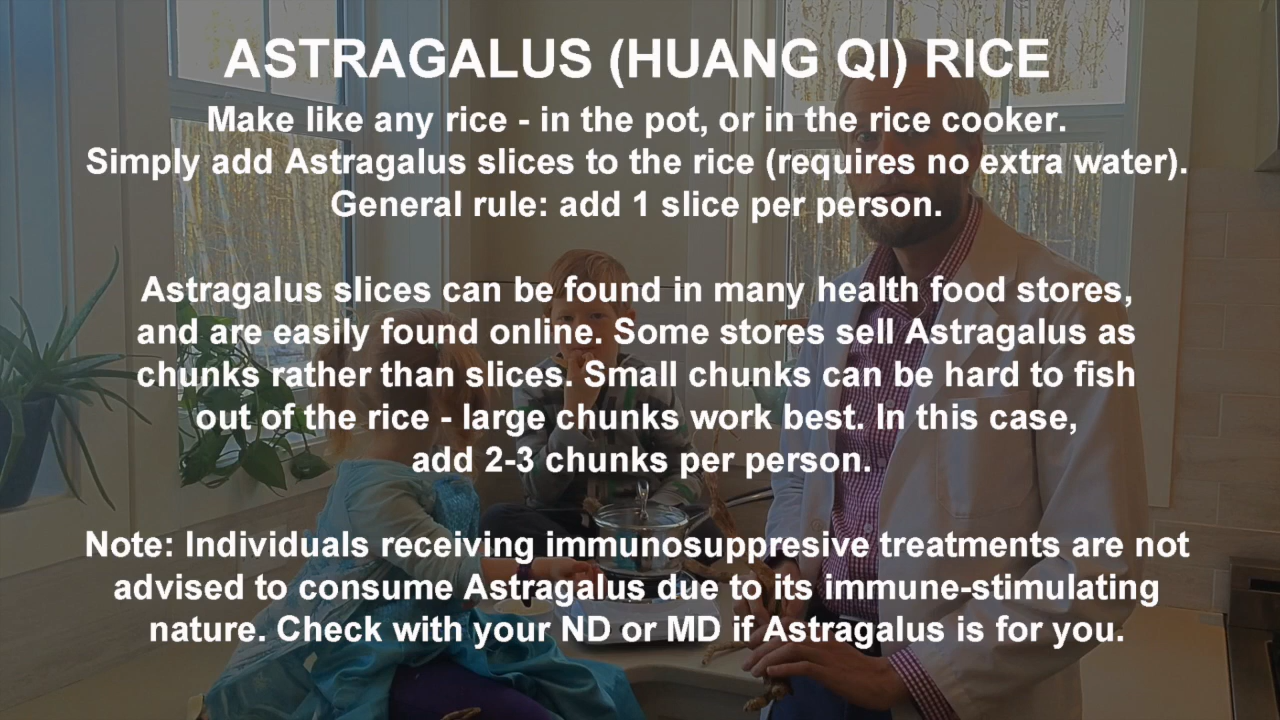 ASTRAGALUS (HUANG QI) RICE
Make like any rice - in the pot, or in the rice cooker.
Simply add Astragalus slices to the rice (requires no extra water).
General rule: add 1 slice per person.
Astragalus slices can be found in many health food stores,
and are easily found online. Some stores sell Astragalus as
chunks rather than slices. Small chunks can be hard to fish
out of the rice - large chunks work best. In this case,
add 2-3 chunks per person.
Note: Individuals receiving immunosuppresive treatments are not
advised to consume Astragalus due to its immune-stimulating
nature. Check with your ND or MD if Astragalus is for you.